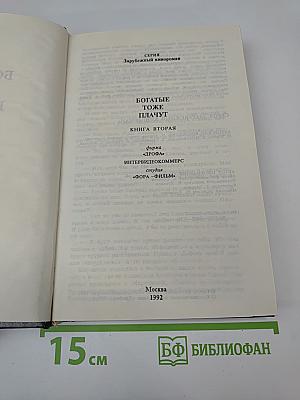 СЕРИЯ
Зарубежный кинороман
БОГАТЫЕ
ТОЖЕ
ПЛАЧУТ
КНИГА ВТОРАЯ
фирма
«ДРОФА»
ИНТЕРВИДЕОКОММЕРС
студия
«ФОРА-ФИЛЬМ»
Москва
1992
15 см
БФ БИБЛИОФАН